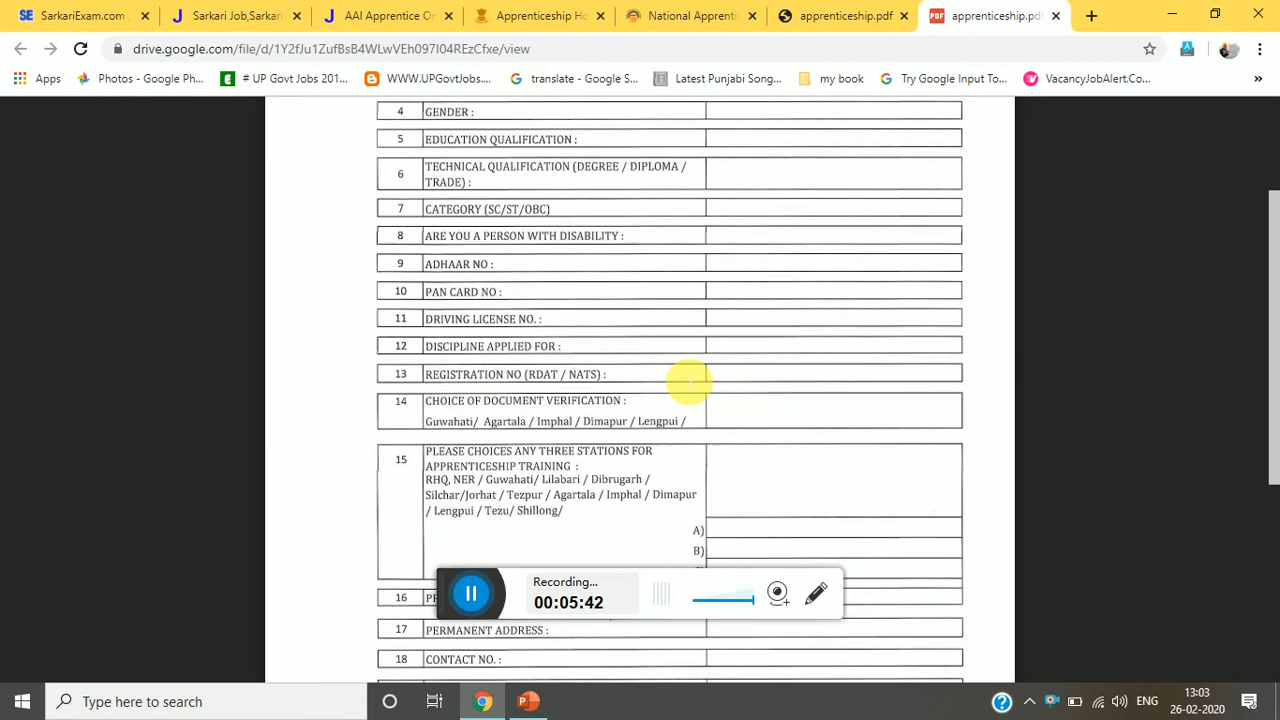 SarkariExam.com
Sarkari Job,Sarkari
AAI Apprentice O
Apprenticeship Ho
National Apprenti
apprenticeship.pdf
apprenticeship.pdf
drive.google.com/file/d/1Y2fJu1ZufBsB4WLwVEh097I04REzCfxe/view
Apps
Photos - Google Ph...
# UP Govt Jobs 201...
WWW.UPGovtJobs....
translate - Google S...
Latest Punjabi Song...
my book
Try Google Input To...
VacancyJobAlert.Co...
4 GENDER :
5 EDUCATION QUALIFICATION :
6 TECHNICAL QUALIFICATION (DEGREE / DIPLOMA /
TRADE) :
7 CATEGORY (SC/ST/OBC)
8 ARE YOU A PERSON WITH DISABILITY :
9 ADHAAR NO :
10 PAN CARD NO :
11 DRIVING LICENSE NO. :
12 DISCIPLINE APPLIED FOR :
13 REGISTRATION NO (RDAT / NATS) :
14 CHOICE OF DOCUMENT VERIFICATION :
Guwahati/ Agartala / Imphal / Dimapur / Lengpui /
15 PLEASE CHOICES ANY THREE STATIONS FOR
APPRENTICESHIP TRAINING :
RHQ, NER / Guwahati/ Lilabari / Dibrugarh /
Silchar/Jorhat / Tezpur / Agartala / Imphal / Dimapur
/ Lengpui / Tezu/ Shillong/
A)
B)
16
17 PERMANENT ADDRESS :
18 CONTACT NO. :
Recording...
00:05:42
Type here to search
ENG
13:03
26-02-2020